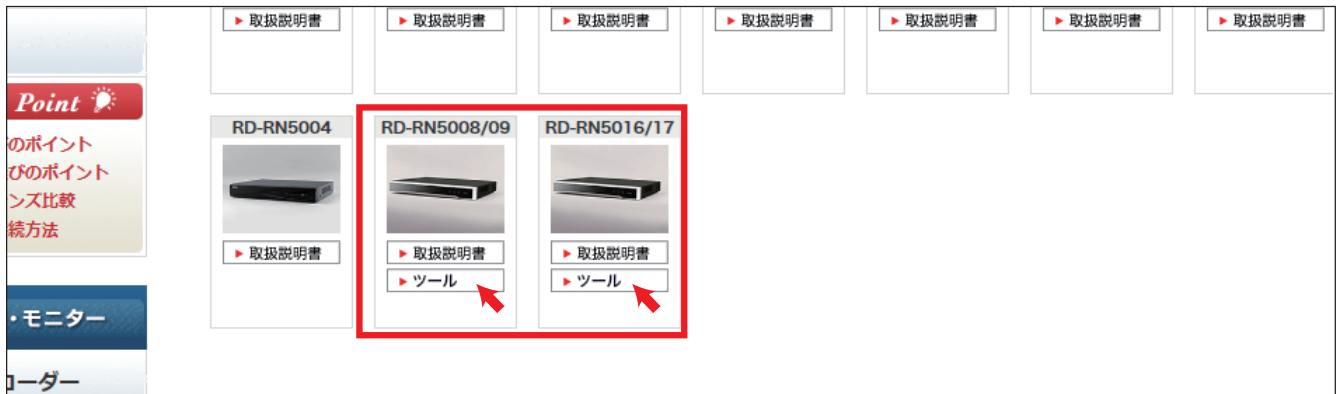 取扱説明書
取扱説明書
取扱説明書
取扱説明書
取扱説明書
取扱説明書
取扱説明書
Point
のポイント
びのポイント
ンズ比較
続方法
RD-RN5004
RD-RN5008/09
RD-RN5016/17
取扱説明書
取扱説明書
取扱説明書
ツール
ツール
・モニター
コーダー